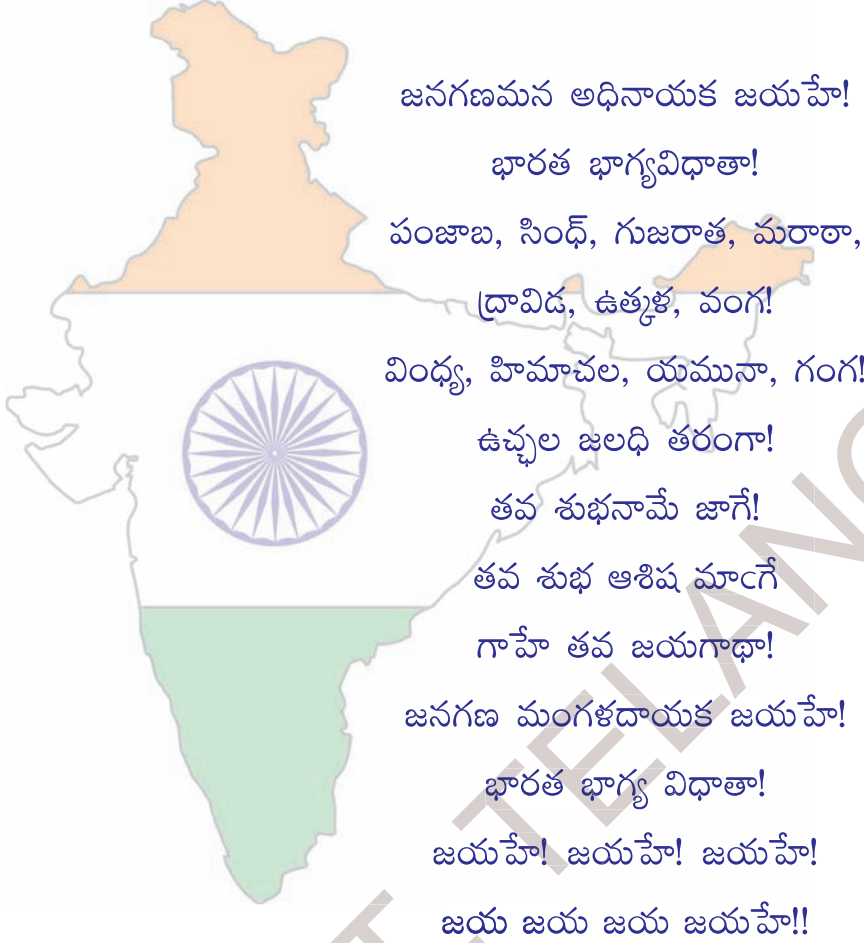 జనగణమన అధినాయక జయహే!
భారత భాగ్యవిధాతా!
పంజాబ, సింధ్, గుజరాత, మరాఠా,
ద్రావిడ, ఉత్కళ, వంగ!
వింధ్య, హిమాచల, యమునా, గంగ!
ఉచ్ఛల జలధి తరంగా!
తవ శుభనామే జాగే!
తవ శుభ ఆశిష మాఁగే
గాహే తవ జయగాథా!
జనగణ మంగళదాయక జయహే!
భారత భాగ్య విధాతా!
జయహే! జయహే! జయహే!
జయ జయ జయ జయహే!!